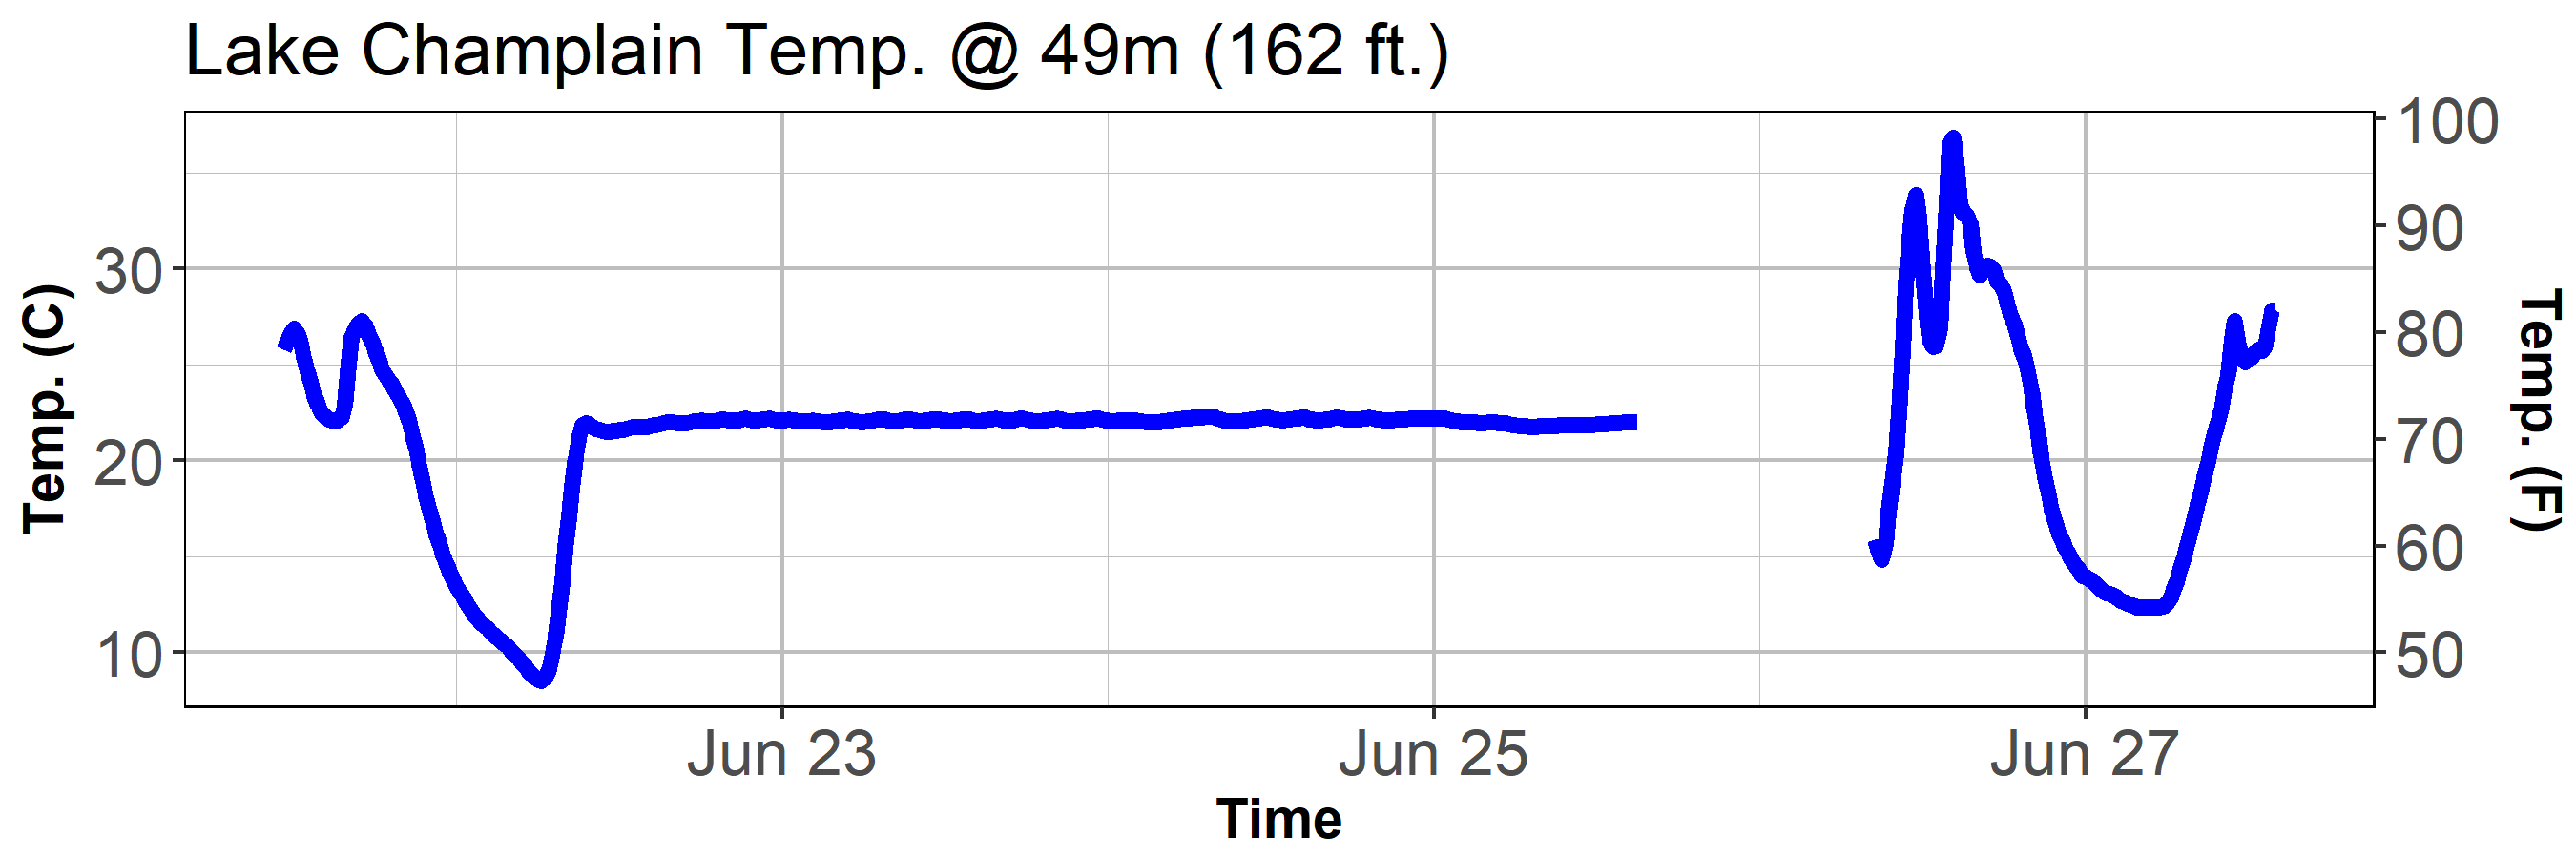 Lake Champlain Temp. @ 49m (162 ft.)
Temp. (C)
30
20
10
100
90
80
70
60
50
Temp. (F)
Jun 23
Jun 25
Jun 27
Time